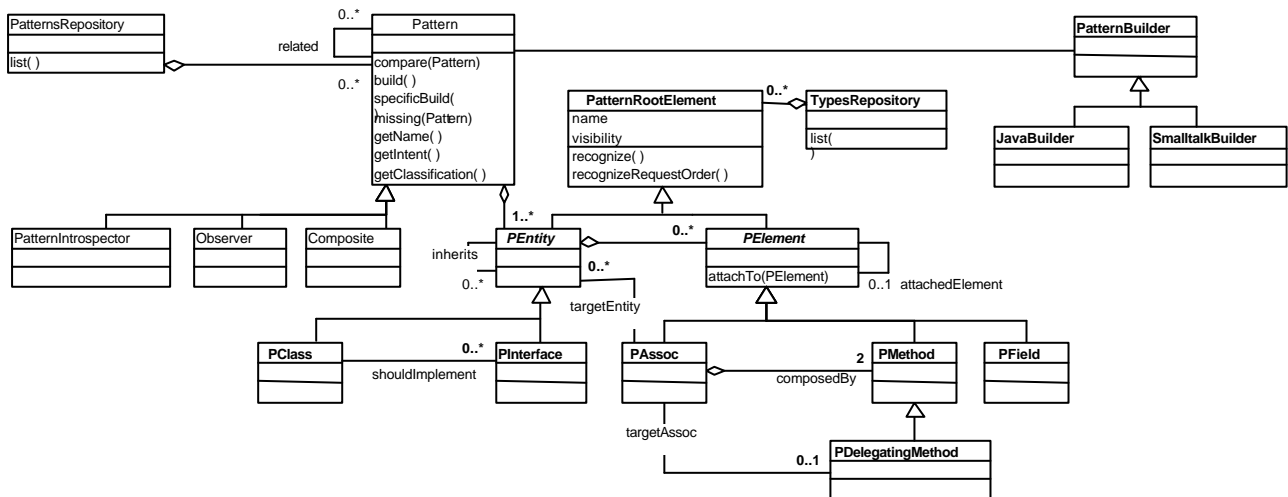 PatternsRepository
list( )
0..*
related
0..*
Pattern
compare(Pattern)
build( )
specificBuild(
)
missing(Pattern)
getName( )
getIntent( )
getClassification( )
PatternBuilder
JavaBuilder
SmalltalkBuilder
PatternRootElement
name
visibility
recognize( )
recognizeRequestOrder( )
0..*
TypesRepository
list(
)
PatternIntrospector
Observer
Composite
1..*
inherits
0..*
PEntity
0..*
0..*
targetEntity
PElement
attachTo(PElement)
0..1
attachedElement
PClass
0..*
shouldImplement
PInterface
PAssoc
2
composedBy
PMethod
PField
targetAssoc
0..1
PDelegatingMethod